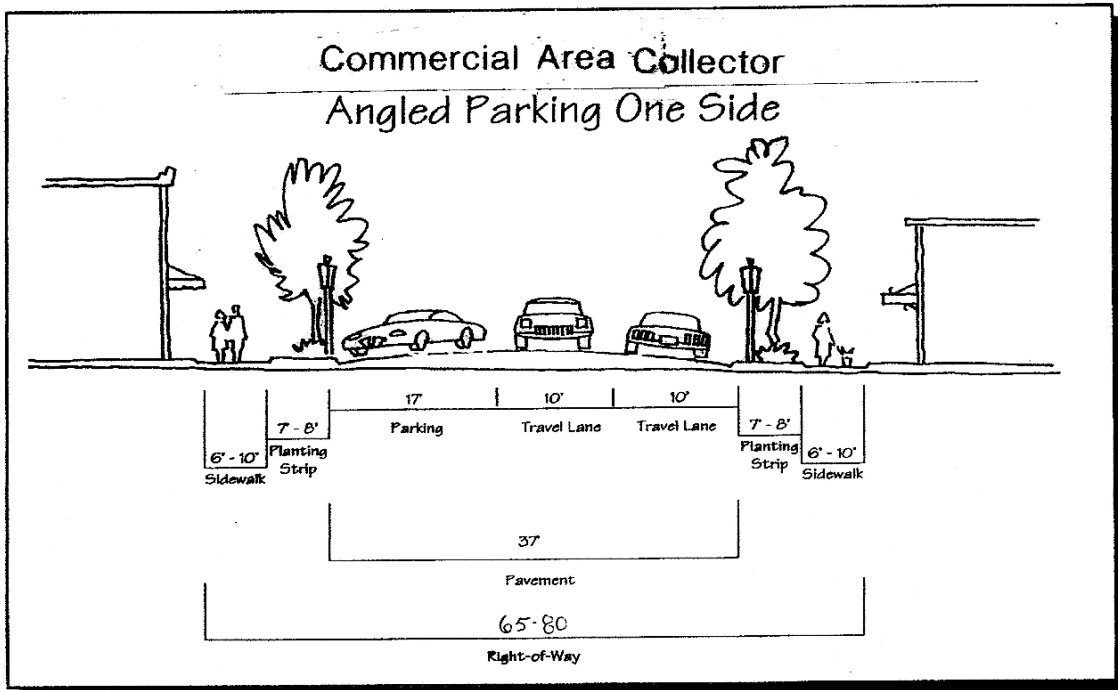 Commercial Area Collector
Angled Parking One Side
17' 10' 10'
Parking Travel Lane Travel Lane
7' - 8' 7' - 8'
Planting Strip Planting Strip
6' - 10' 6' - 10'
Sidewalk Sidewalk
37'
Pavement
65-80
Right-of-Way